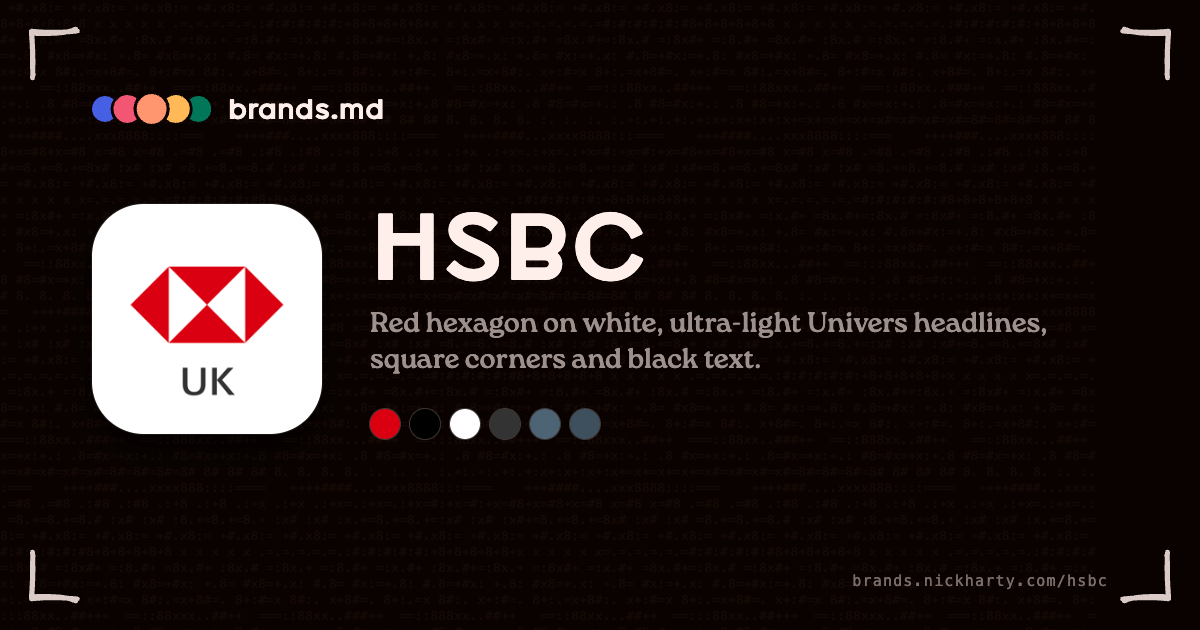 brands.md
HSBC
UK
Red hexagon on white, ultra-light Univers headlines,
square corners and black text.
brands.nickharty.com/hsbc